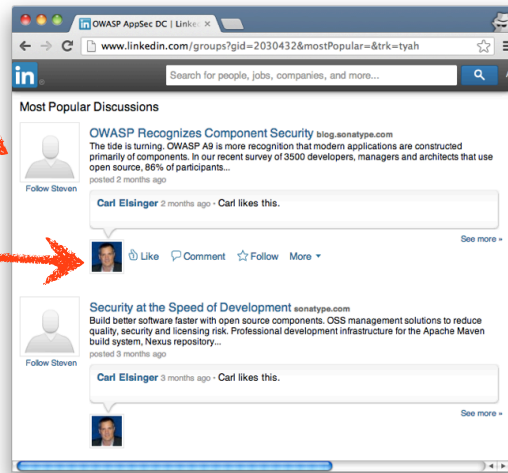 OWASP AppSec DC | Linked
www.linkedin.com/groups?gid=2030432&mostPopular=&trk=tyah
in
Search for people, jobs, companies, and more...
Most Popular Discussions
OWASP Recognizes Component Security blog.sonatype.com
The tide is turning. OWASP A9 is more recognition that modern applications are constructed
primarily of components. In our recent survey of 3500 developers, managers and architects that use
open source, 86% of participants...
posted 2 months ago
Follow Steven
Carl Elsinger 2 months ago · Carl likes this.
See more »
Like Comment Follow More
Security at the Speed of Development sonatype.com
Build better software faster with open source components. OSS management solutions to reduce
quality, security and licensing risk. Professional development infrastructure for the Apache Maven
build system, Nexus repository...
posted 3 months ago
Follow Steven
Carl Elsinger 3 months ago · Carl likes this.
See more »